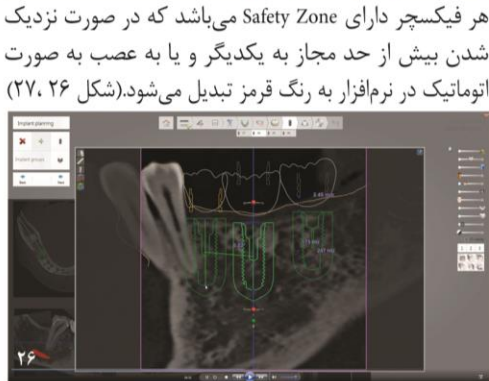 هر فیکسچر دارای Safety Zone می‌باشد که در صورت نزدیک
شدن بیش از حد مجاز به یکدیگر و یا به عصب به صورت
اتوماتیک در نرم‌افزار به رنگ قرمز تبدیل می‌شود.(شکل ۲۶ ،۲۷)
Implant planning
Implant groups
۲۶